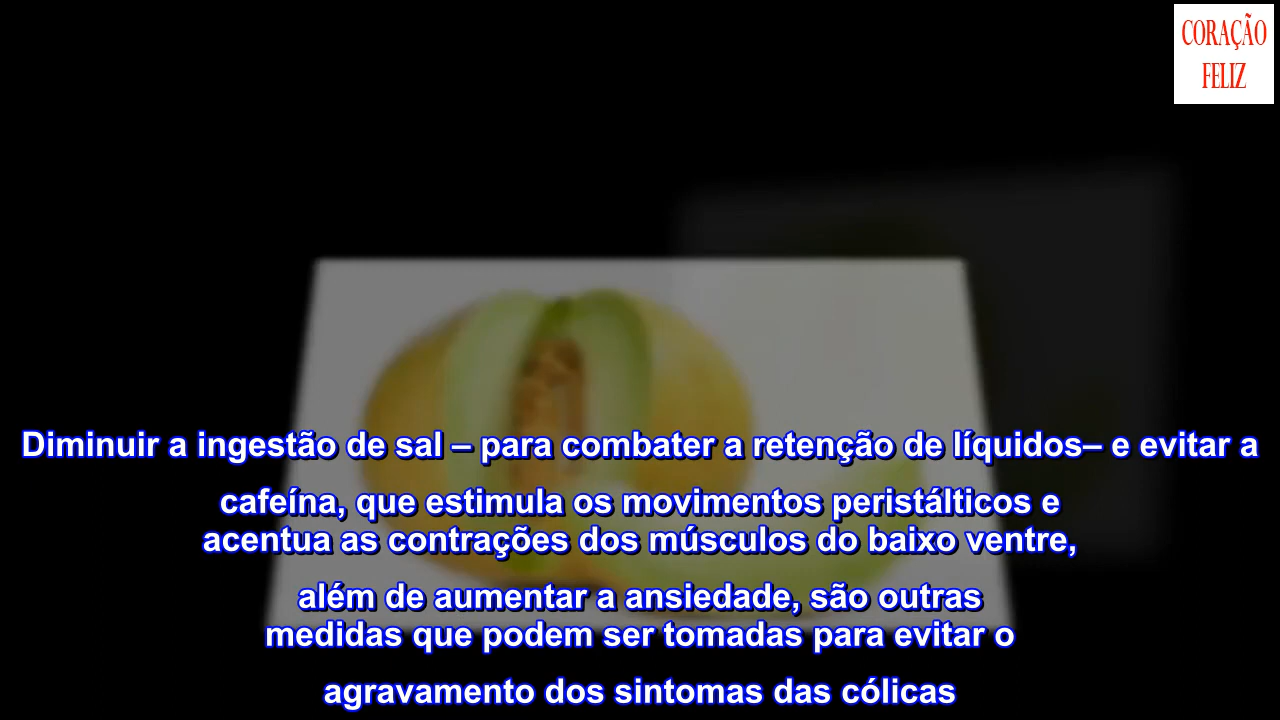 CORAÇÃO
FELIZ
Diminuir a ingestão de sal – para combater a retenção de líquidos– e evitar a
cafeína, que estimula os movimentos peristálticos e
acentua as contrações dos músculos do baixo ventre,
além de aumentar a ansiedade, são outras
medidas que podem ser tomadas para evitar o
agravamento dos sintomas das cólicas